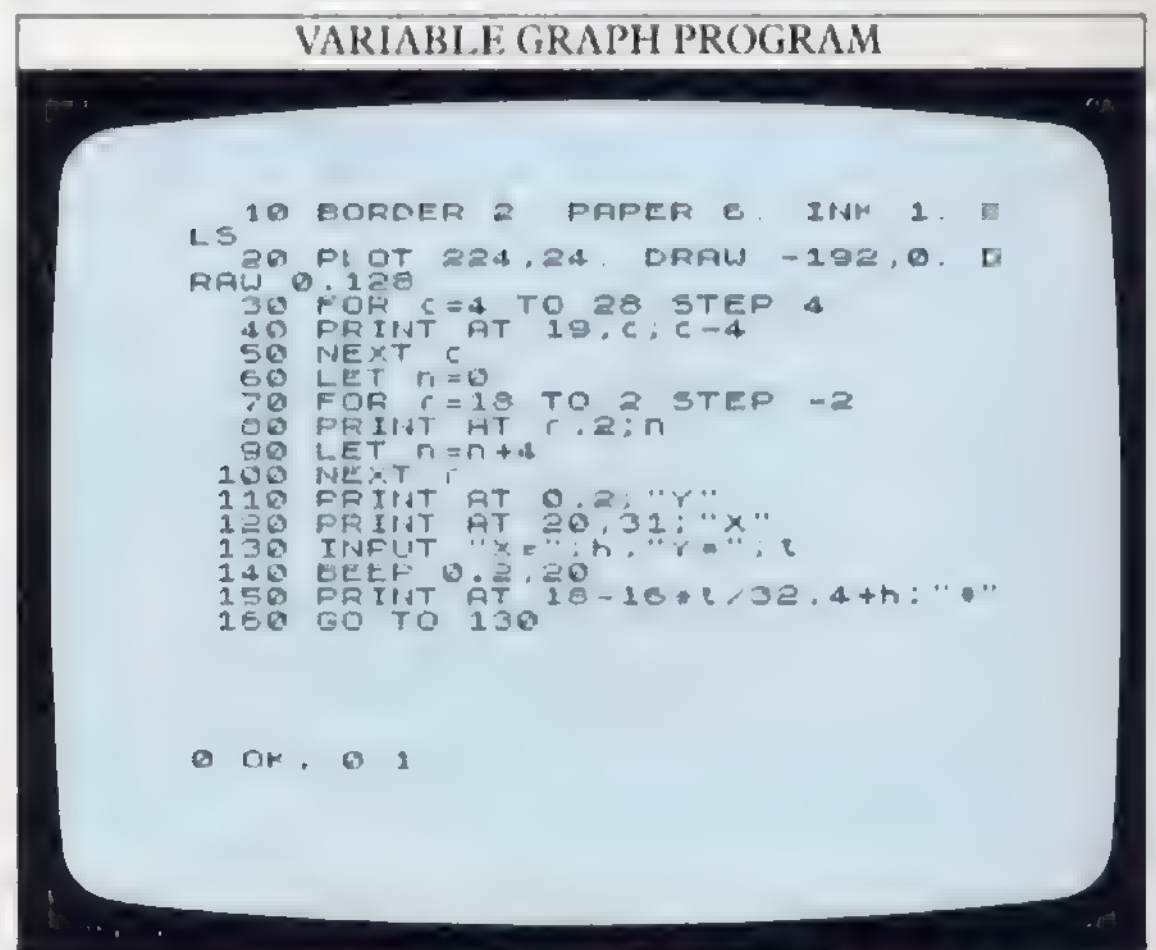 VARIABLE GRAPH PROGRAM
10 BORDER 2: PAPER 6: INK 1: C
LS
20 PLOT 224,24: DRAW -192,0: D
RAW 0,128
30 FOR c=4 TO 28 STEP 4
40 PRINT AT 19,c;c-4
50 NEXT c
60 LET n=0
70 FOR r=18 TO 2 STEP -2
80 PRINT AT r,2;n
90 LET n=n+4
100 NEXT r
110 PRINT AT 0,2;"Y"
120 PRINT AT 20,31;"X"
130 INPUT "X=";h,"Y=";t
140 BEEP 0.2,20
150 PRINT AT 18-16*t/32,4+h;"*"
160 GO TO 130
0 OK, 0:1